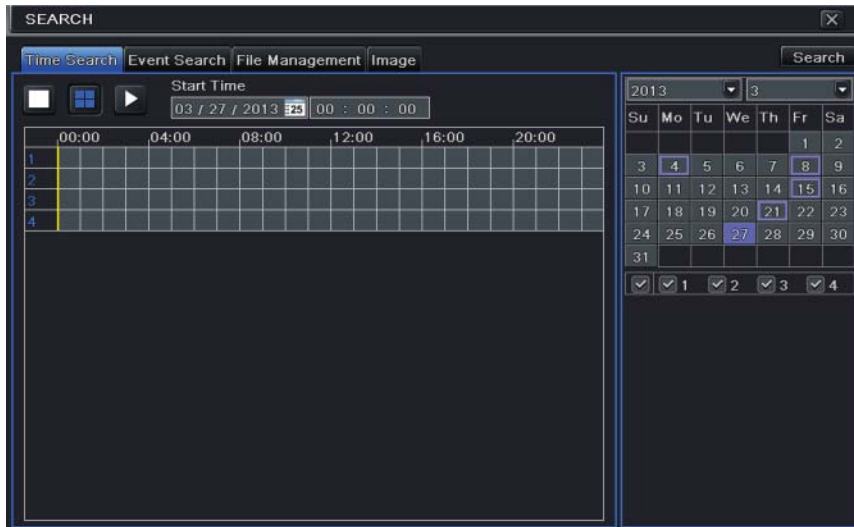 SEARCH
Time Search Event Search File Management Image Search
Start Time
03 / 27 / 2013 25 00 : 00 : 00
00:00 04:00 08:00 12:00 16:00 20:00
1
2
3
4
2013 3
Su Mo Tu We Th Fr Sa
1 2
3 4 5 6 7 8 9
10 11 12 13 14 15 16
17 18 19 20 21 22 23
24 25 26 27 28 29 30
31
1 2 3 4